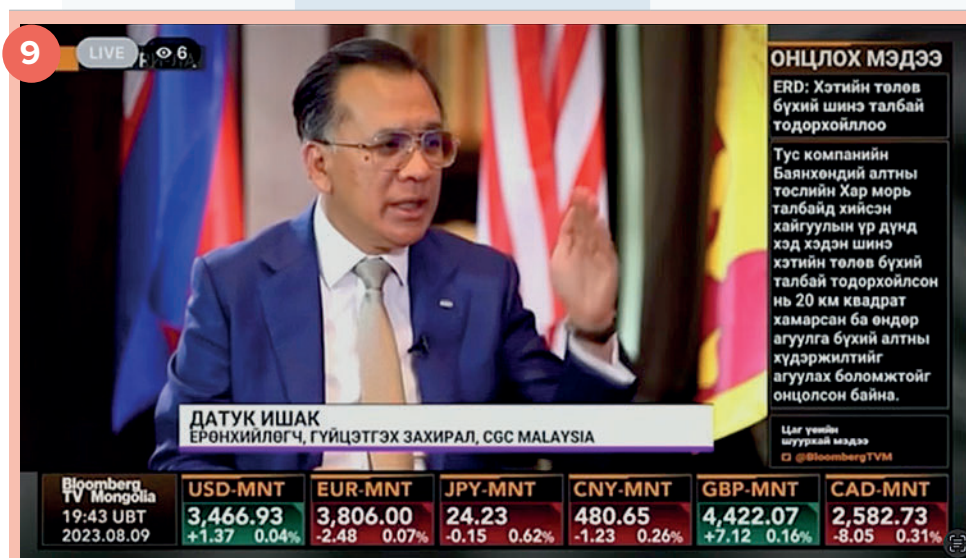 9
LIVE 6
ОНЦЛОХ МЭДЭЭ
ERD: Хэтийн төлөв
бүхий шинэ талбай
тодорхойллоо
Тус компанийн
Баянхөндий алтны
төслийн Хар морь
талбайд хийсэн
хайгуулын үр дүнд
хэд хэдэн шинэ
хэтийн төлөв бүхий
талбай тодорхойлсон
нь 20 км квадрат
хамарсан ба өндөр
агуулга бүхий алтны
хүдэржилтийг
агуулах боломжтойг
онцолсон байна.
ДАТУК ИШАК
ЕРӨНХИЙЛӨГЧ, ГҮЙЦЭТГЭХ ЗАХИРАЛ, CGC MALAYSIA
Цаг үеийн
шуурхай мэдээ
@BloombergTVM
Bloomberg
TV Mongolia
19:43 UBT
2023.08.09
USD-MNT
3,466.93
+1.37 0.04%
EUR-MNT
3,806.00
-2.48 0.07%
JPY-MNT
24.23
-0.15 0.62%
CNY-MNT
480.65
-1.23 0.26%
GBP-MNT
4,422.07
+7.12 0.16%
CAD-MNT
2,582.73
-8.05 0.31%